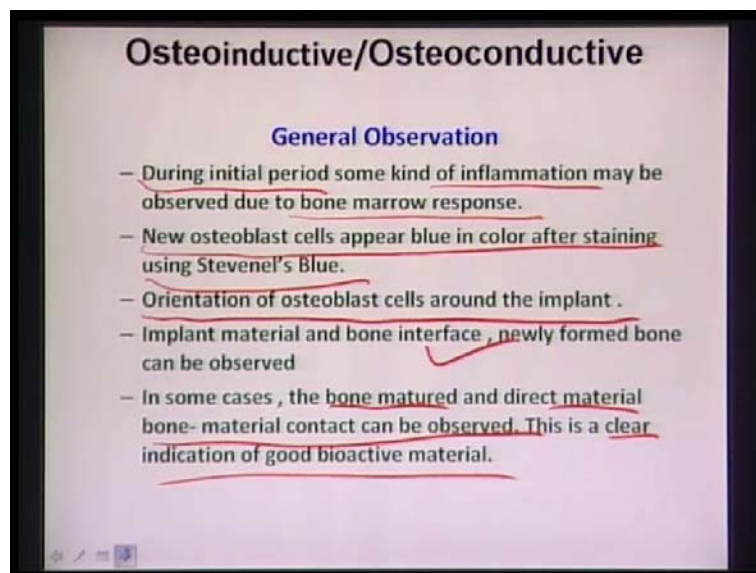 Osteoinductive/Osteoconductive
General Observation
– During initial period some kind of inflammation may be
observed due to bone marrow response.
– New osteoblast cells appear blue in color after staining
using Stevenel's Blue.
– Orientation of osteoblast cells around the implant .
– Implant material and bone interface , newly formed bone
can be observed
– In some cases , the bone matured and direct material
bone- material contact can be observed. This is a clear
indication of good bioactive material.